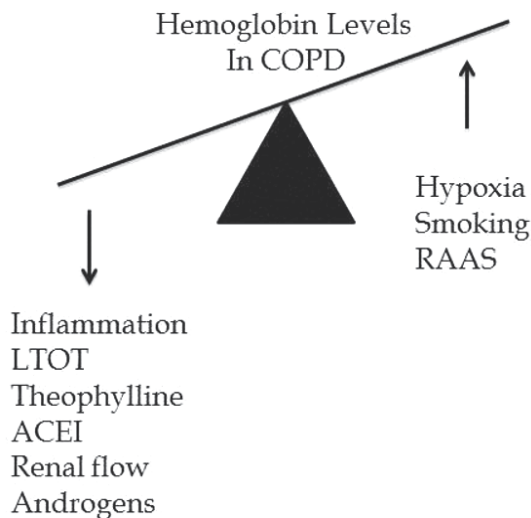 Hemoglobin Levels
In COPD
Hypoxia
Smoking
RAAS
Inflammation
LTOT
Theophylline
ACEI
Renal flow
Androgens